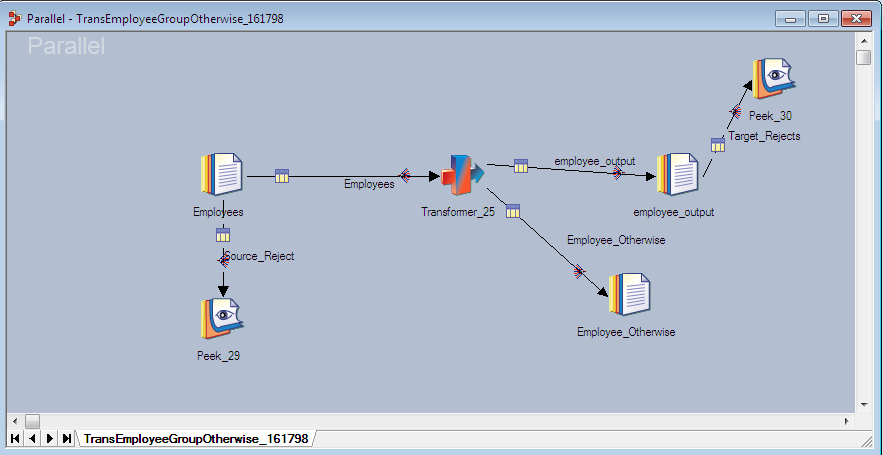 Parallel - TransEmployeeGroupOtherwise_161798
Parallel
Peek_30
Target_Rejects
employee_output
Employees
Employees
Transformer_25
employee_output
Source_Reject
Employee_Otherwise
Employee_Otherwise
Peek_29
TransEmployeeGroupOtherwise_161798